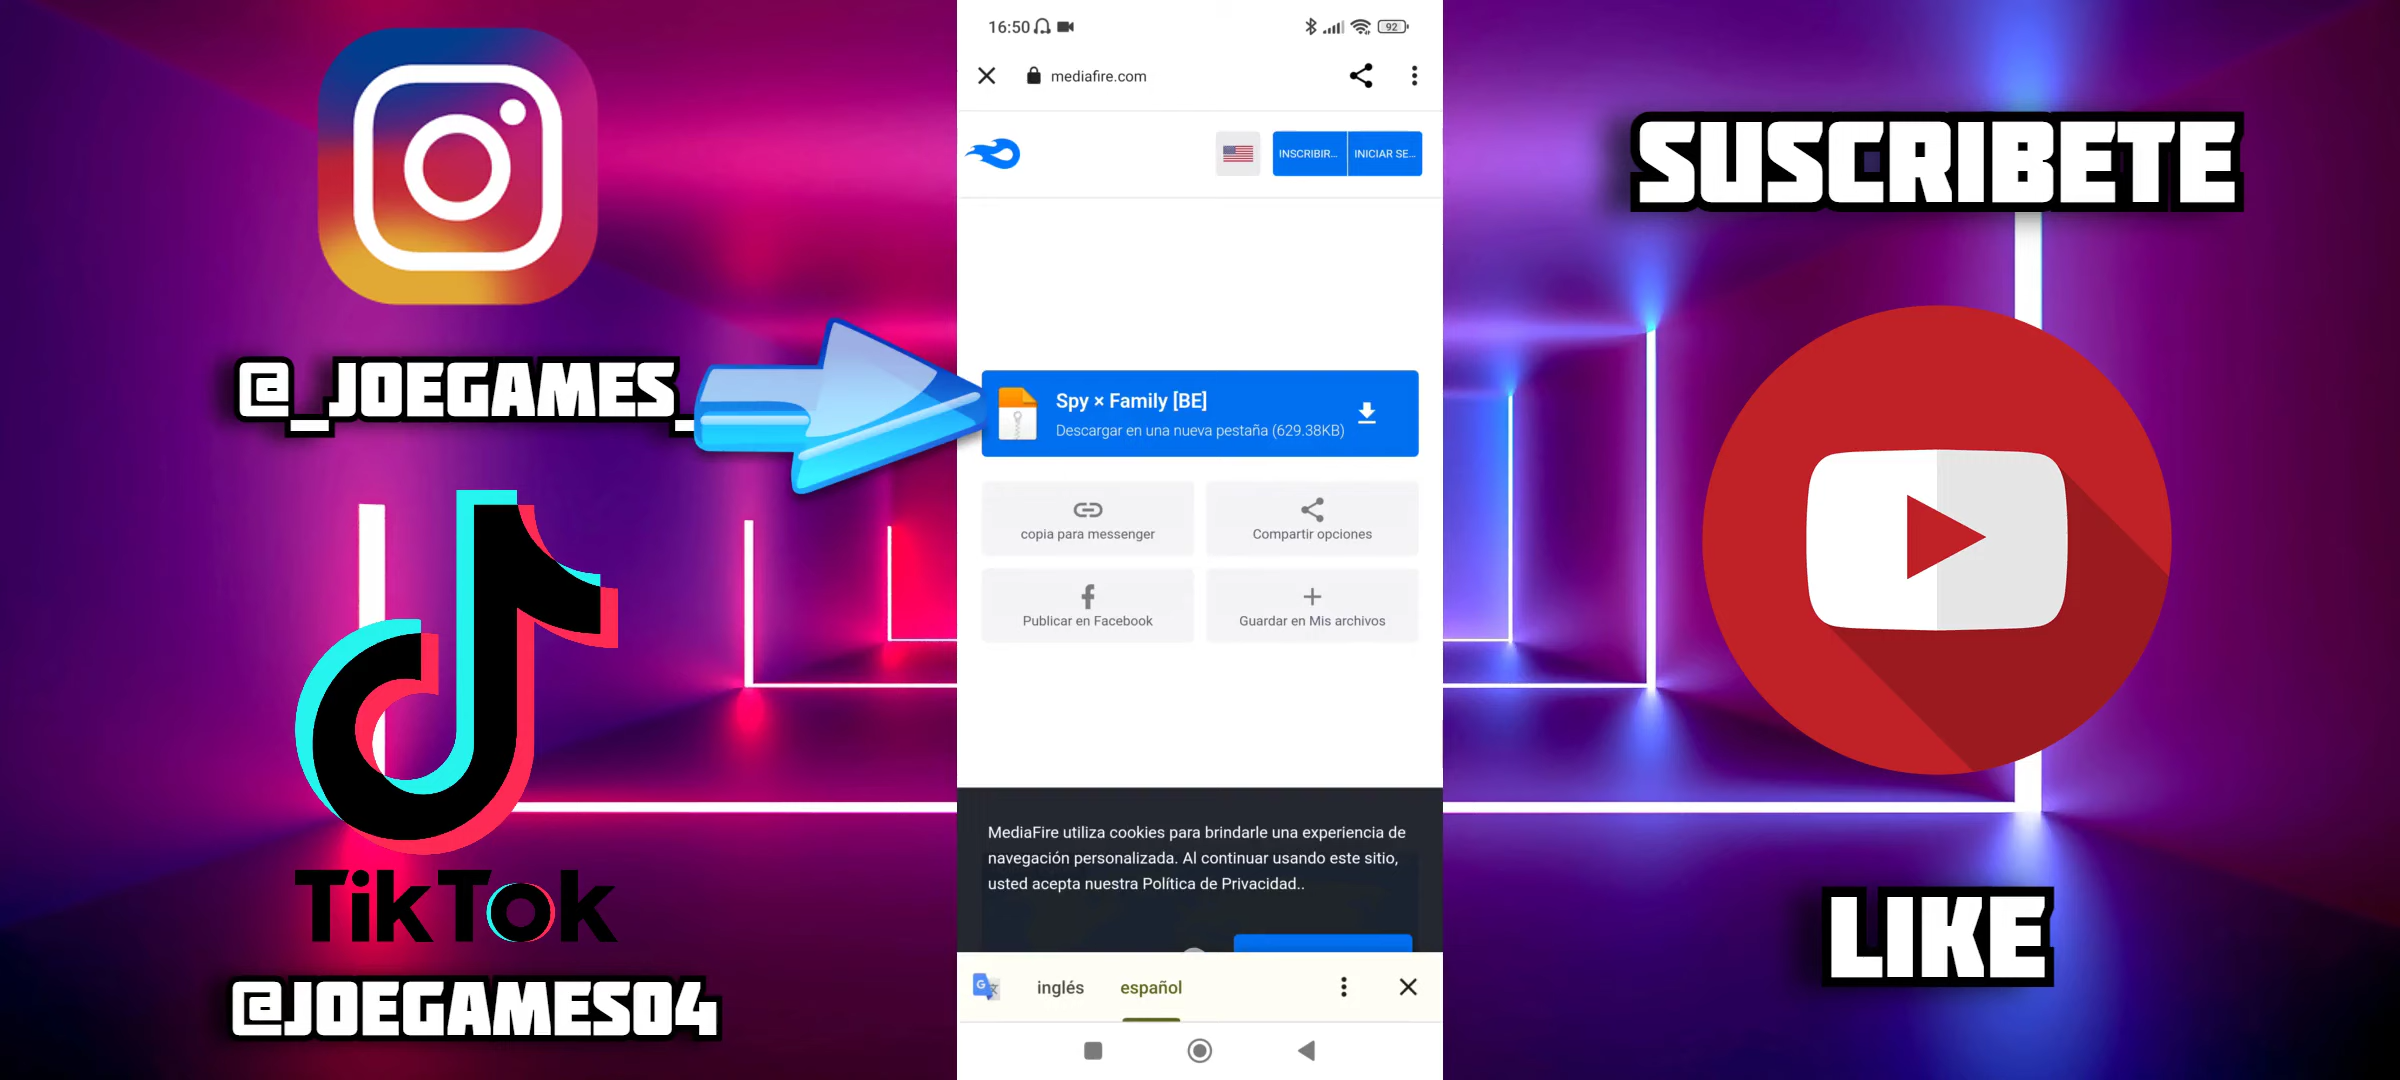 @_JOEGAMES_
TikTok
@JOEGAMES04
16:50
92
mediafire.com
INSCRIBIR...
INICIAR SE...
Spy × Family [BE]
Descargar en una nueva pestaña (629.38KB)
copia para messenger
Compartir opciones
Publicar en Facebook
Guardar en Mis archivos
MediaFire utiliza cookies para brindarle una experiencia de
navegación personalizada. Al continuar usando este sitio,
usted acepta nuestra Política de Privacidad..
inglés
español
SUSCRIBETE
LIKE